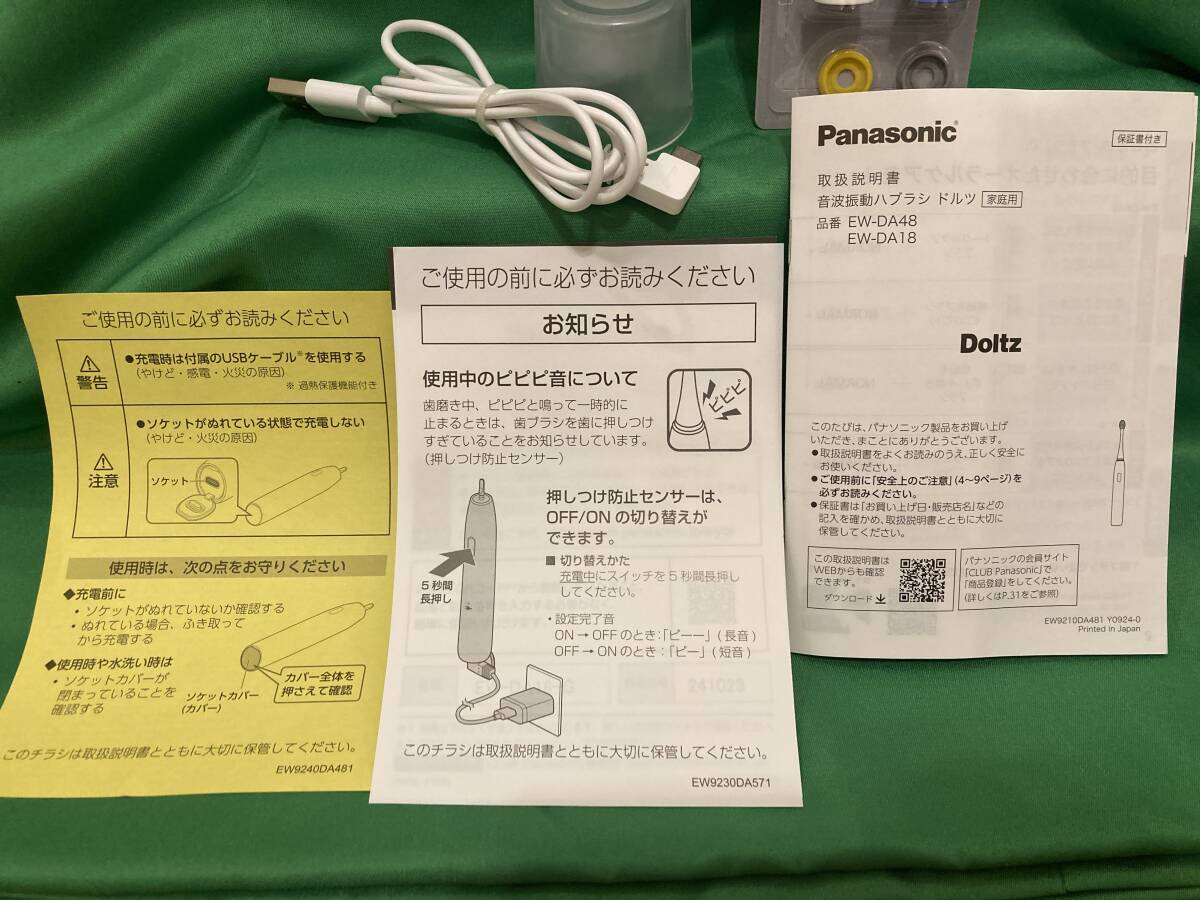 ご使用の前に必ずお読みください
警告
●充電時は付属のUSBケーブル※を使用する
(やけど・感電・火災の原因)
※ 過熱保護機能付き
注意
●ソケットがぬれている状態で充電しない
(やけど・火災の原因)
ソケット
使用時は、次の点をお守りください
◆充電前に
・ソケットがぬれていないか確認する
・ぬれている場合、ふき取って
から充電する
◆使用時や水洗い時は
・ソケットカバーが
閉まっていることを
確認する
ソケットカバー
(カバー)
カバー全体を
押さえて確認
このチラシは取扱説明書とともに大切に保管してください。
EW9240DA481
ご使用の前に必ずお読みください
お知らせ
使用中のピピピ音について
歯磨き中、ピピピと鳴って一時的に
止まるときは、歯ブラシを歯に押しつけ
すぎていることをお知らせしています。
(押しつけ防止センサー)
ピピピ
押しつけ防止センサーは、
OFF/ON の切り替えが
できます。
■ 切り替えかた
充電中にスイッチを 5 秒間長押し
してください。
・設定完了音
ON → OFF のとき:「ピーー」( 長音 )
OFF → ON のとき:「ピー」( 短音 )
5 秒間
長押し
このチラシは取扱説明書とともに大切に保管してください。
EW9230DA571
Panasonic
保証書付き
取扱説明書
音波振動ハブラシ ドルツ 家庭用
品番 EW-DA48
EW-DA18
Doltz
このたびは、パナソニック製品をお買い上げ
いただき、まことにありがとうございます。
●取扱説明書をよくお読みのうえ、正しく安全に
お使いください。
●ご使用前に「安全上のご注意」(4〜9ページ)を
必ずお読みください。
●保証書は「お買い上げ日・販売店名」などの
記入を確かめ、取扱説明書とともに大切に
保管してください。
この取扱説明書は
WEBからも確認
できます。
ダウンロード
パナソニックの会員サイト
「CLUB Panasonic」で
「商品登録」をしてください。
(詳しくはP.31をご参照)
EW9210DA481 Y0924-0
Printed in Japan